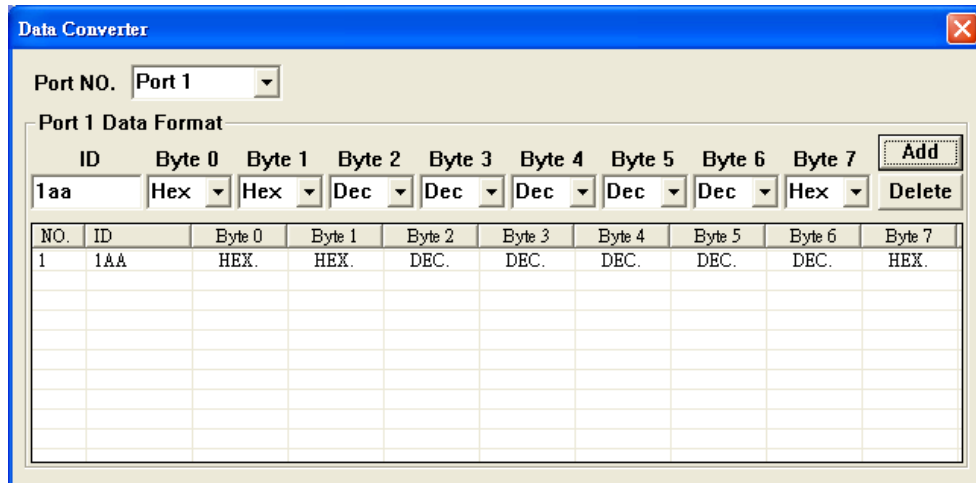 Data Converter
Port NO. Port 1
Port 1 Data Format
ID Byte 0 Byte 1 Byte 2 Byte 3 Byte 4 Byte 5 Byte 6 Byte 7 Add
1aa Hex Hex Dec Dec Dec Dec Dec Hex Delete
NO. ID Byte 0 Byte 1 Byte 2 Byte 3 Byte 4 Byte 5 Byte 6 Byte 7
1 1AA HEX. HEX. DEC. DEC. DEC. DEC. DEC. HEX.